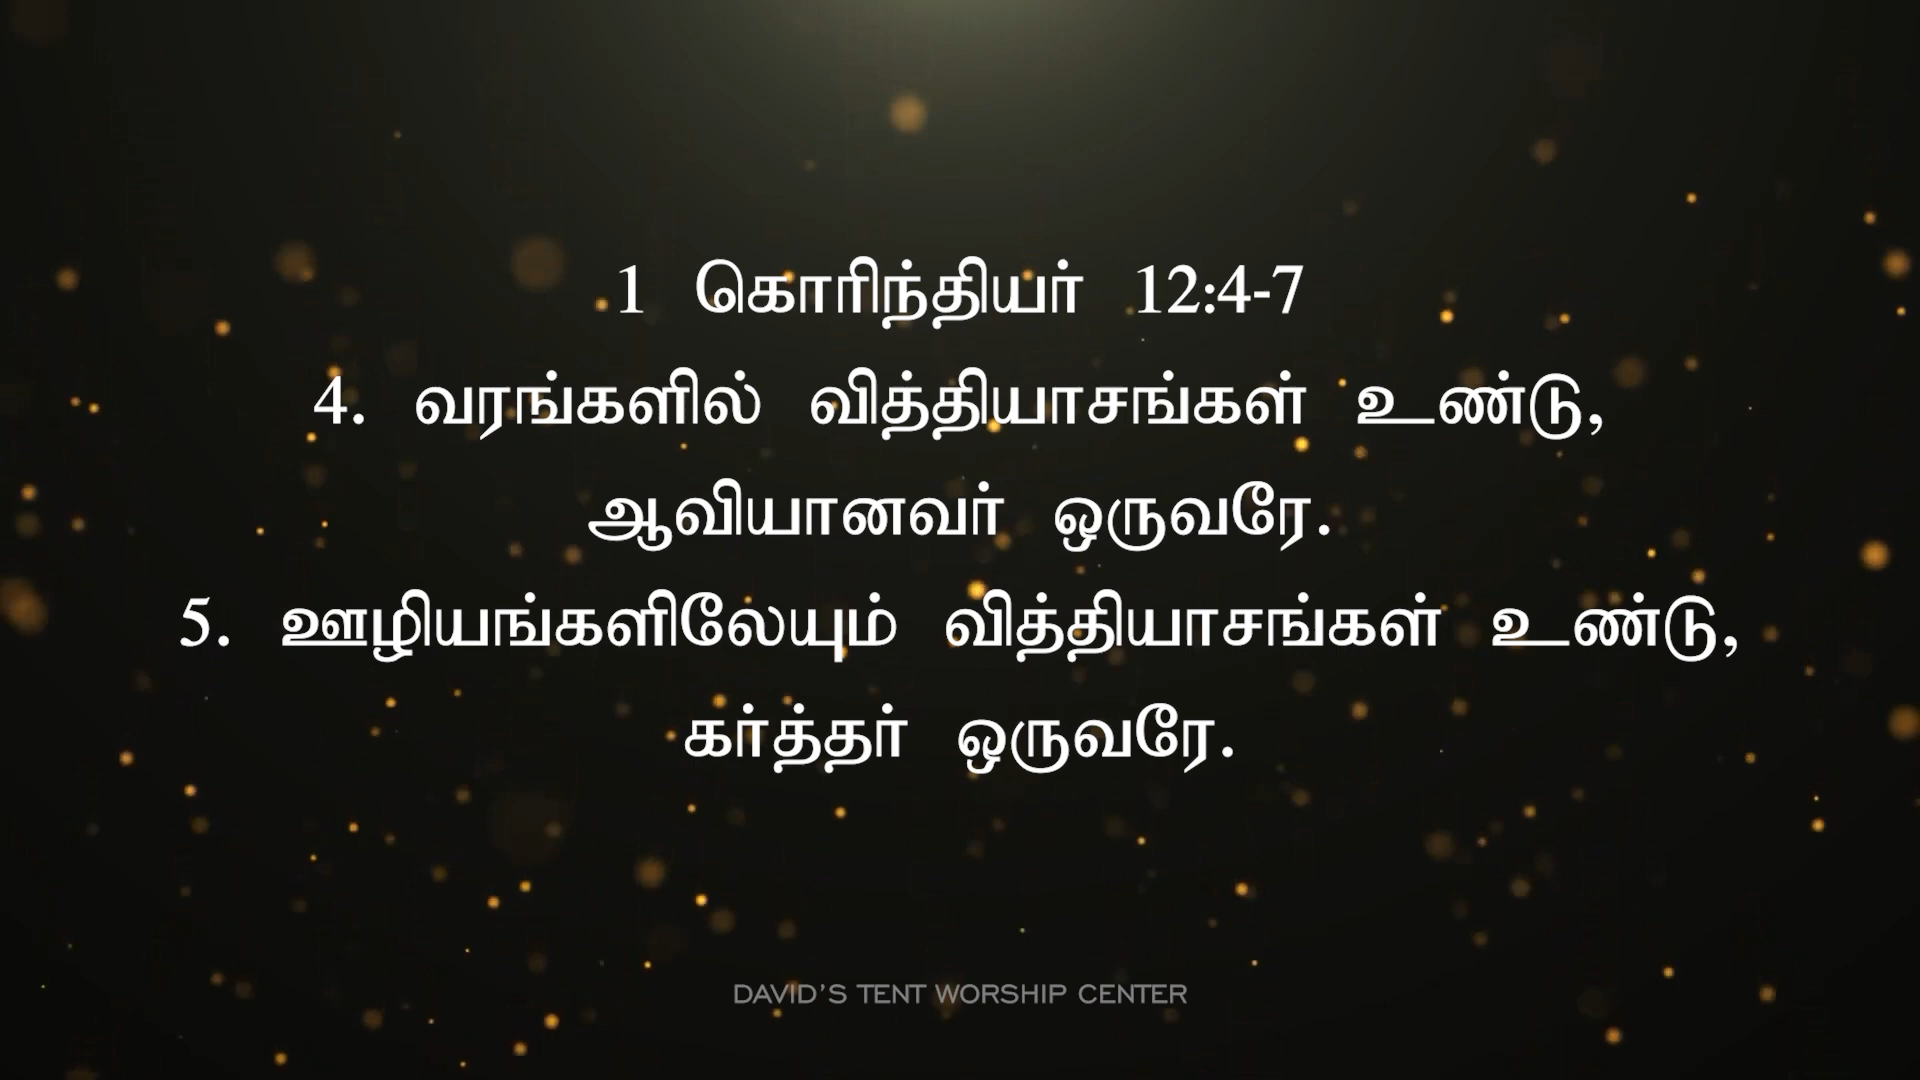 1 கொரிந்தியர் 12:4-7
4. வரங்களில் வித்தியாசங்கள் உண்டு,
ஆவியானவர் ஒருவரே.
5. ஊழியங்களிலேயும் வித்தியாசங்கள் உண்டு,
கர்த்தர் ஒருவரே.
DAVID'S TENT WORSHIP CENTER